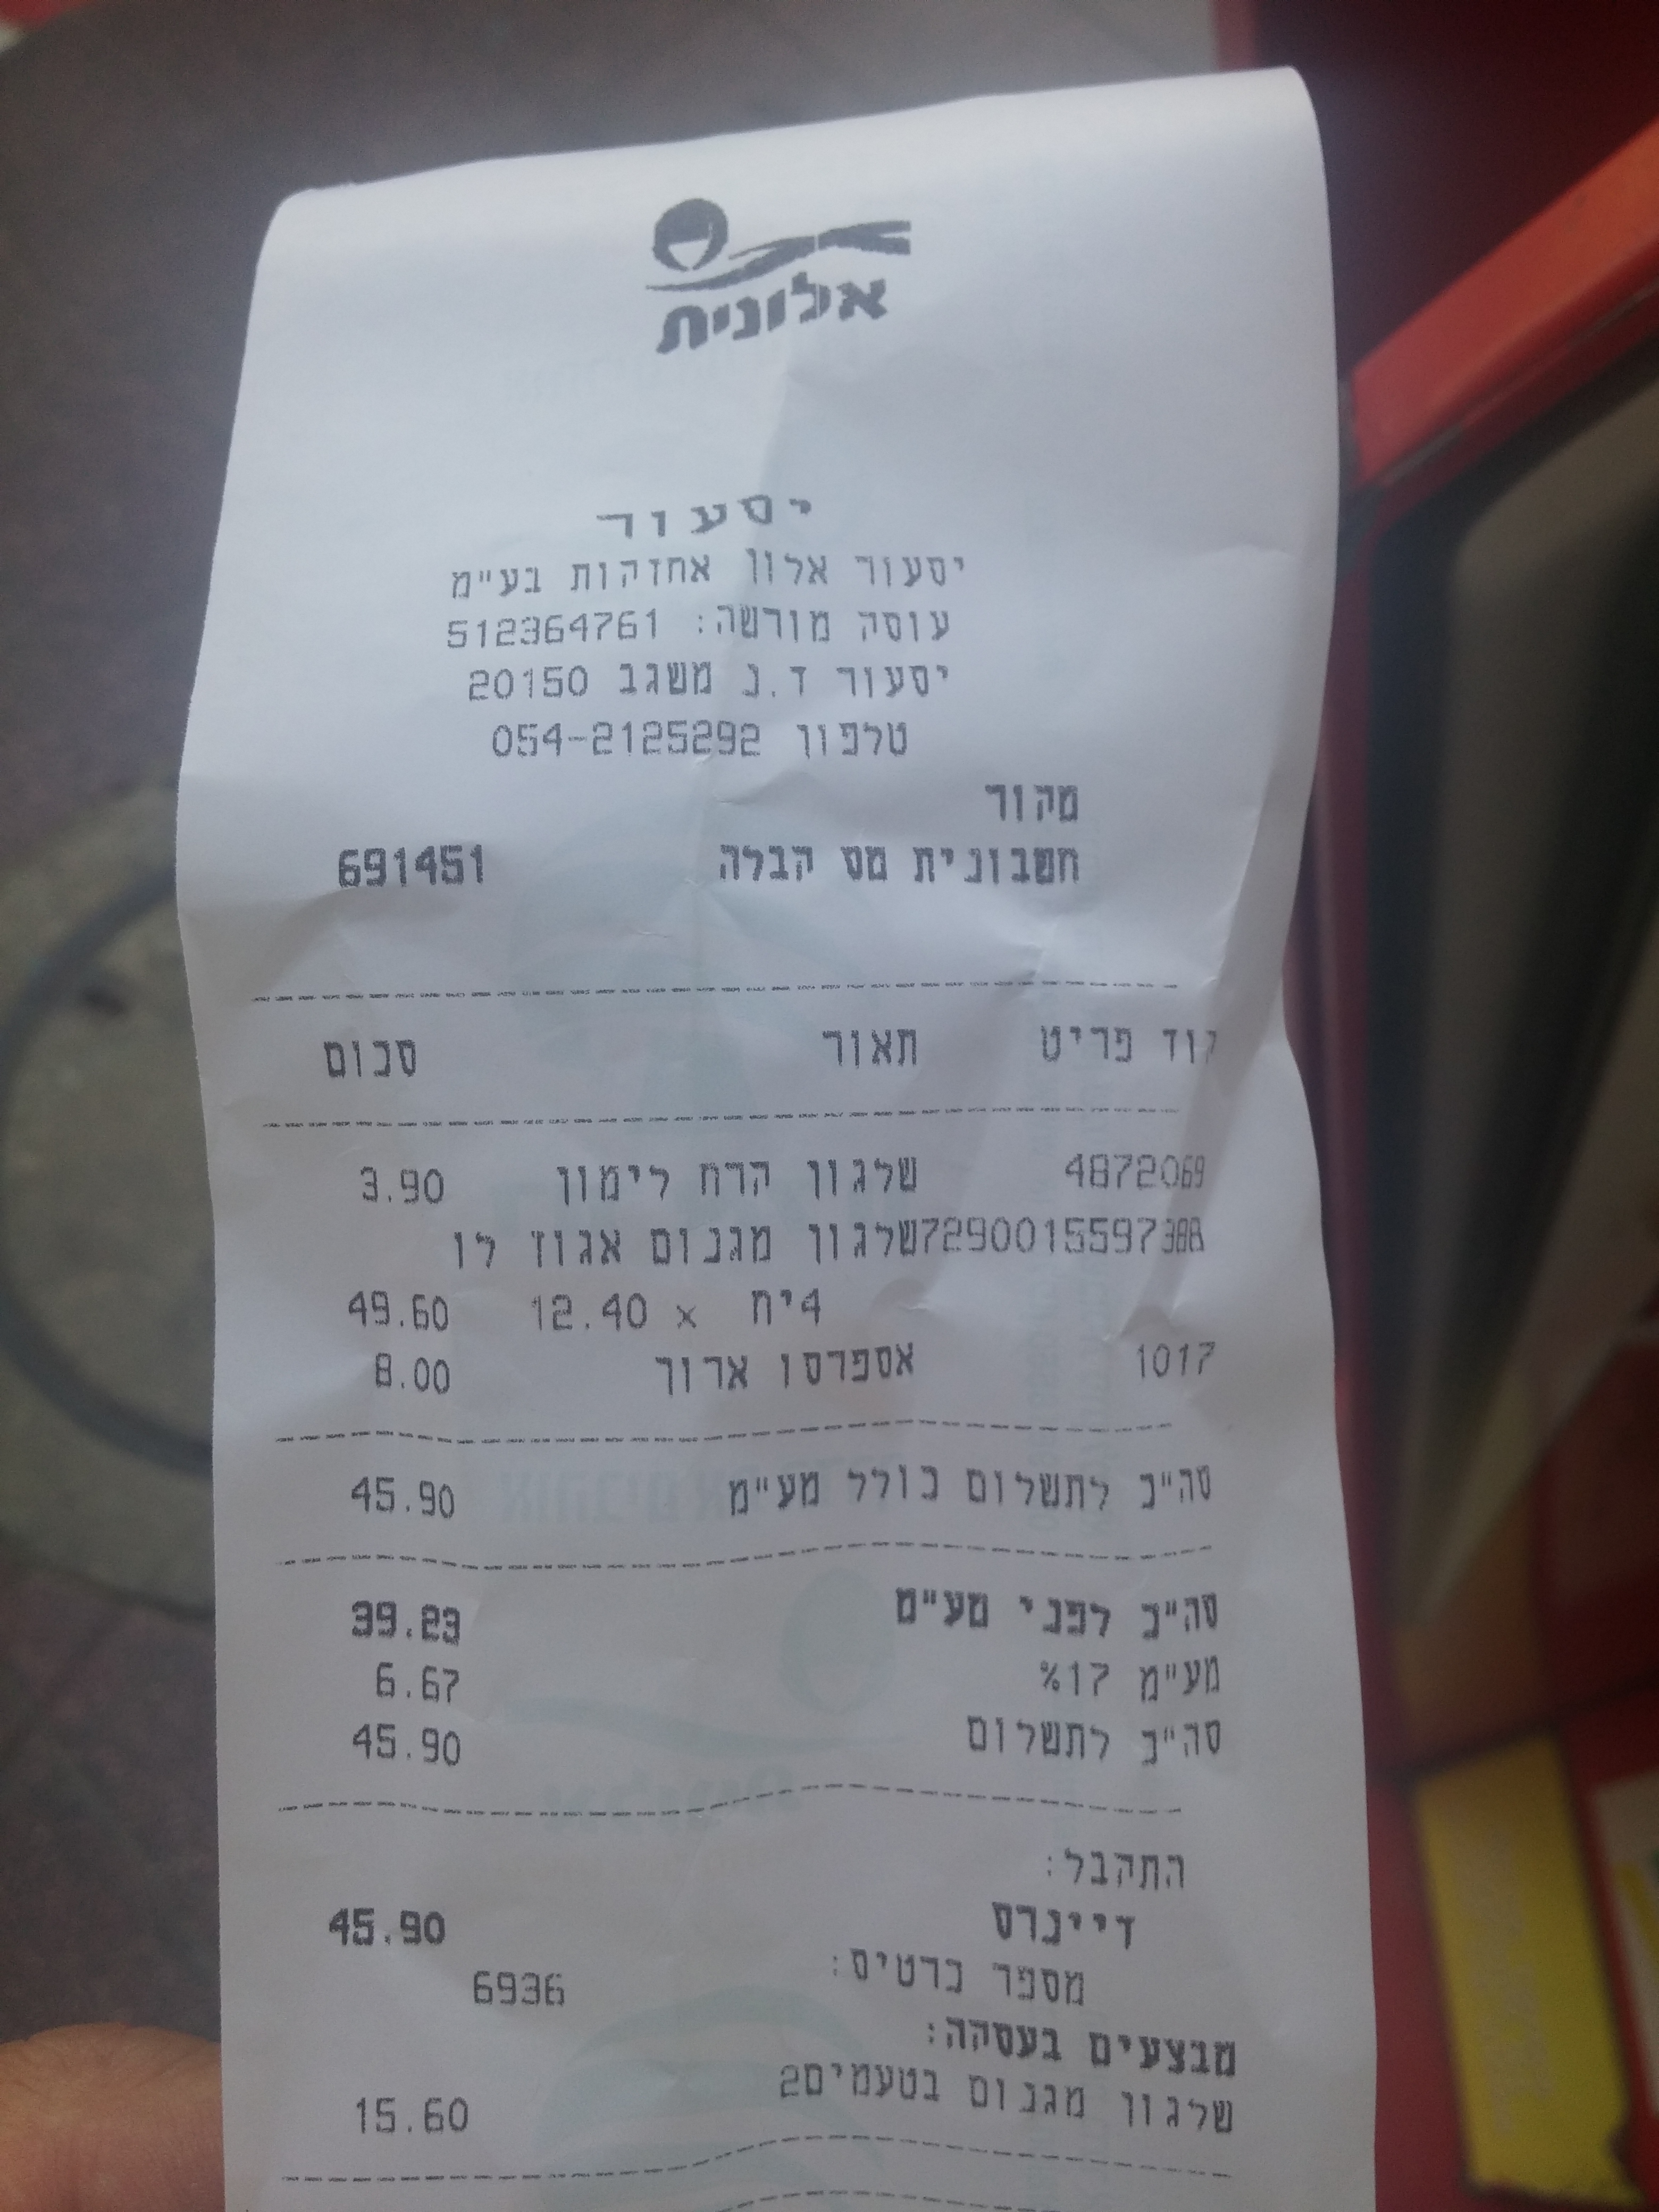 אלונית
יסעור
יסעור אלון אחזקות בע"מ
עוסק מורשה: 512364761
יסעור ד.נ משגב 20150
טלפון 054-2125292
מקור
חשבונית מס קבלה 691451
קוד פריט תאור סכום
4872069 שלגון קרח לימון 3.90
7290015597388שלגון מגנום אגוז לו
4יח x 12.40 49.60
1017 אספרסו ארוך 8.00
סה"כ לתשלום כולל מע"מ 45.90
סה"כ לפני מע"מ 39.23
מע"מ 17% 6.67
סה"כ לתשלום 45.90
התקבל:
דיינרס 45.90
מספר כרטיס: 6936
מבצעים בעסקה:
שלגון מגנום בטעמים2 15.60